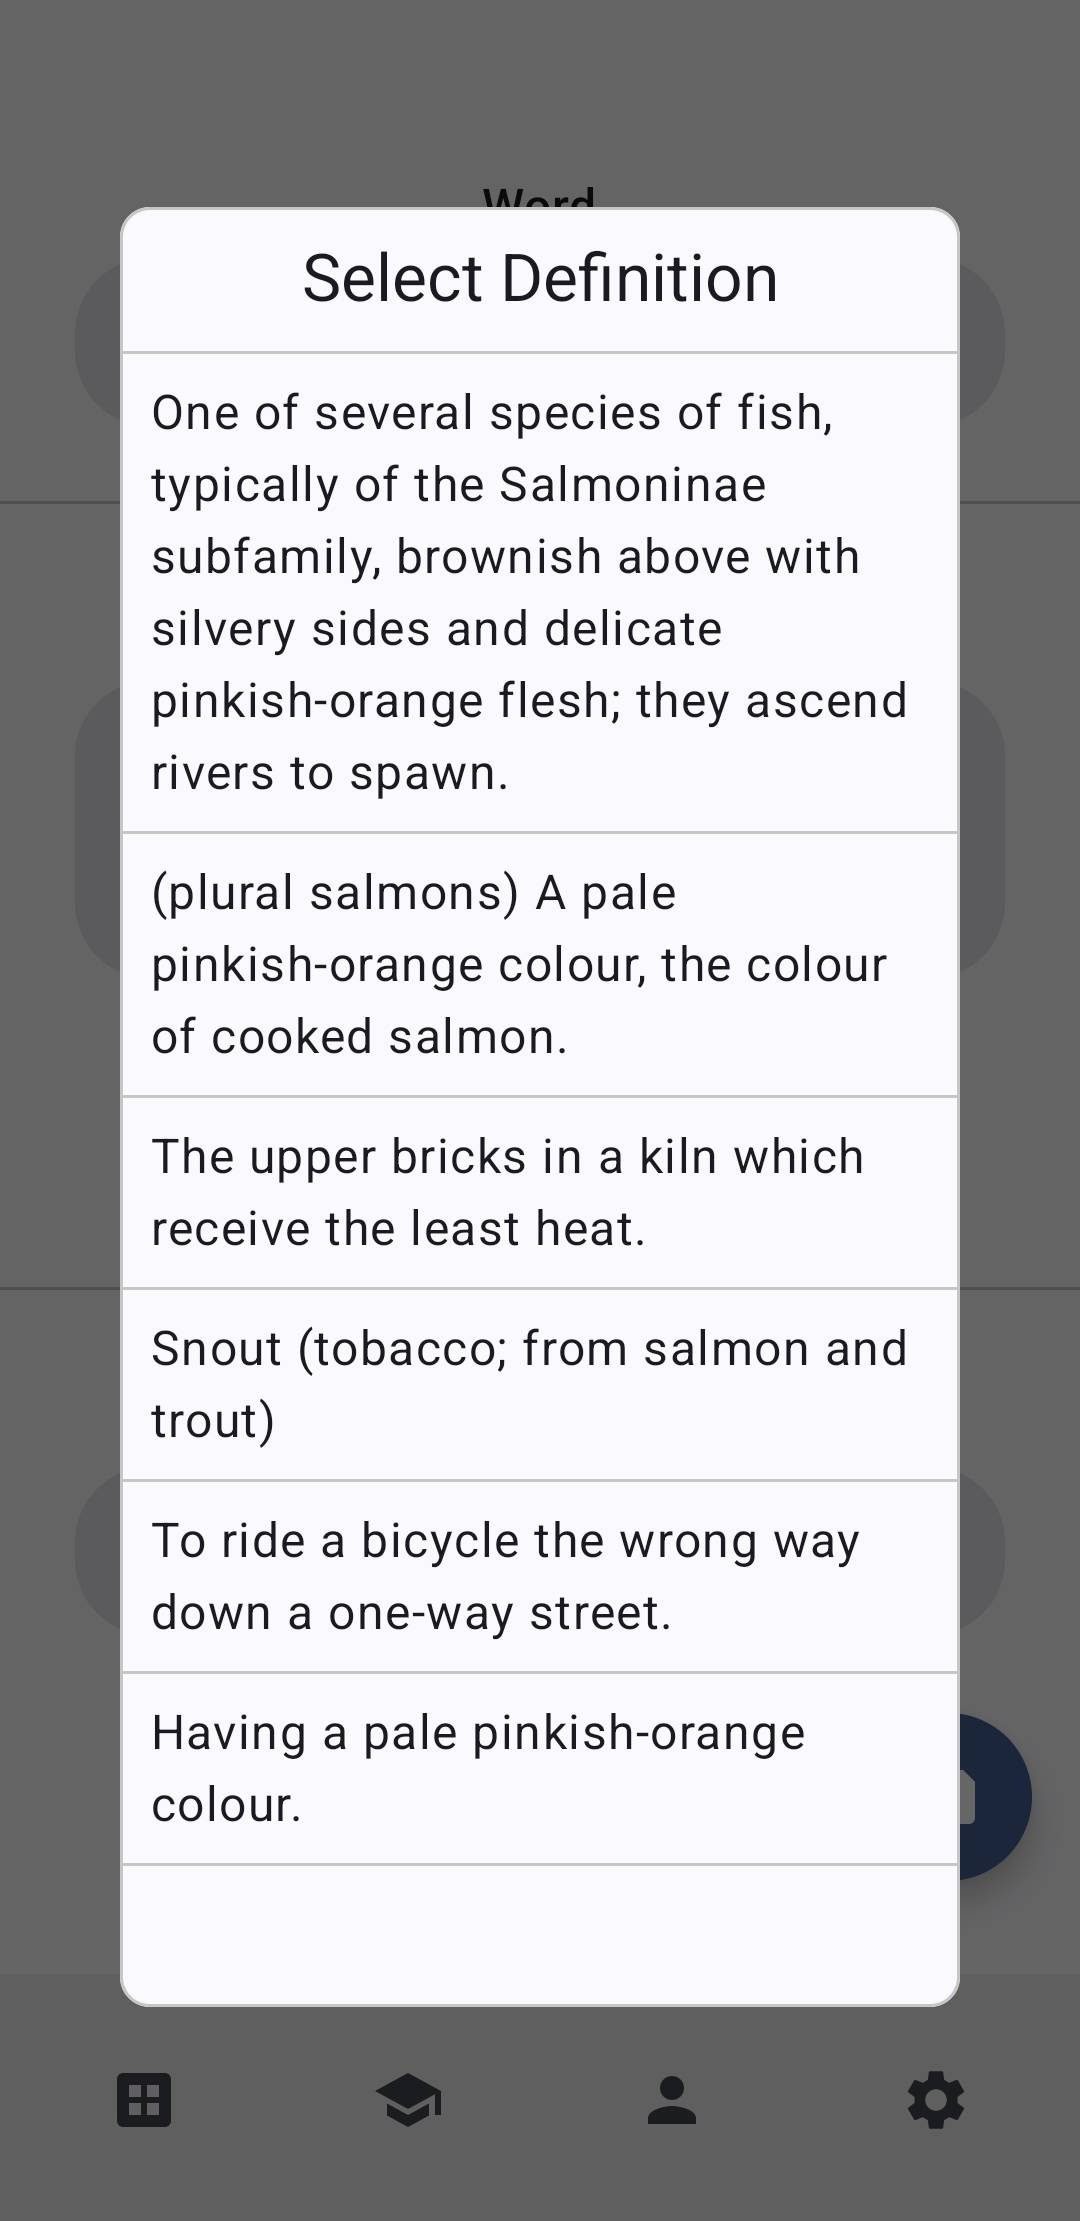 Word
Select Definition
One of several species of fish,
typically of the Salmoninae
subfamily, brownish above with
silvery sides and delicate
pinkish-orange flesh; they ascend
rivers to spawn.
(plural salmons) A pale
pinkish-orange colour, the colour
of cooked salmon.
The upper bricks in a kiln which
receive the least heat.
Snout (tobacco; from salmon and
trout)
To ride a bicycle the wrong way
down a one-way street.
Having a pale pinkish-orange
colour.